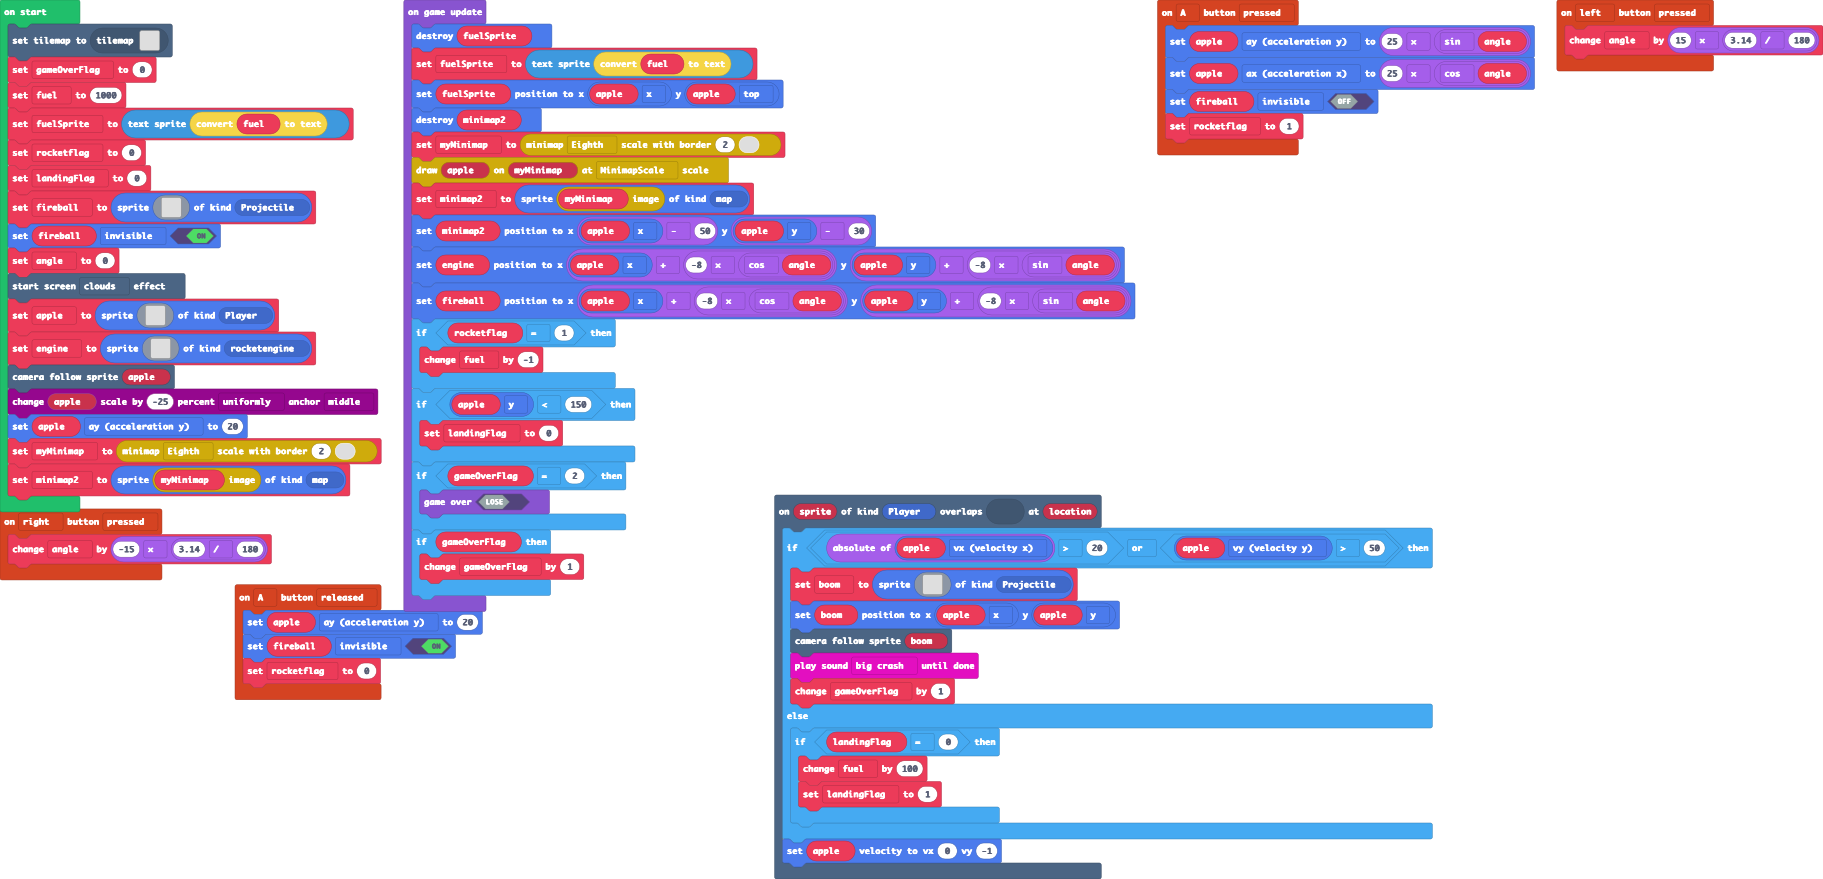 on start
set tilemap to tilemap
set gameOverFlag to 0
set fuel to 1000
set fuelSprite to text sprite convert fuel to text
set rocketflag to 0
set landingFlag to 0
set fireball to sprite of kind Projectile
set fireball invisible ON
set angle to 0
start screen clouds effect
set apple to sprite of kind Player
set engine to sprite of kind rocketengine
camera follow sprite apple
change apple scale by -25 percent uniformly anchor middle
set apple ay (acceleration y) to 20
set myMinimap to minimap Eighth scale with border 2
set minimap2 to sprite myMinimap image of kind map
on right button pressed
change angle by -15 × 3.14 / 180
on A button released
set apple ay (acceleration y) to 20
set fireball invisible ON
set rocketflag to 0
on game update
destroy fuelSprite
set fuelSprite to text sprite convert fuel to text
set fuelSprite position to x apple x y apple top
destroy minimap2
set myMinimap to minimap Eighth scale with border 2
draw apple on myMinimap at MinimapScale scale
set minimap2 to sprite myMinimap image of kind map
set minimap2 position to x apple x - 50 y apple y - 30
set engine position to x apple x + -8 × cos angle y apple y + -8 × sin angle
set fireball position to x apple x + -8 × cos angle y apple y + -8 × sin angle
if rocketflag = 1 then
change fuel by -1
if apple y < 150 then
set landingFlag to 0
if gameOverFlag = 2 then
game over LOSE
if gameOverFlag then
change gameOverFlag by 1
on sprite of kind Player overlaps at location
if absolute of apple vx (velocity x) > 20 or apple vy (velocity y) > 50 then
set boom to sprite of kind Projectile
set boom position to x apple x y apple y
camera follow sprite boom
play sound big crash until done
change gameOverFlag by 1
else
if landingFlag = 0 then
change fuel by 100
set landingFlag to 1
set apple velocity to vx 0 vy -1
on A button pressed
set apple ay (acceleration y) to 25 × sin angle
set apple ax (acceleration x) to 25 × cos angle
set fireball invisible OFF
set rocketflag to 1
on left button pressed
change angle by 15 × 3.14 / 180